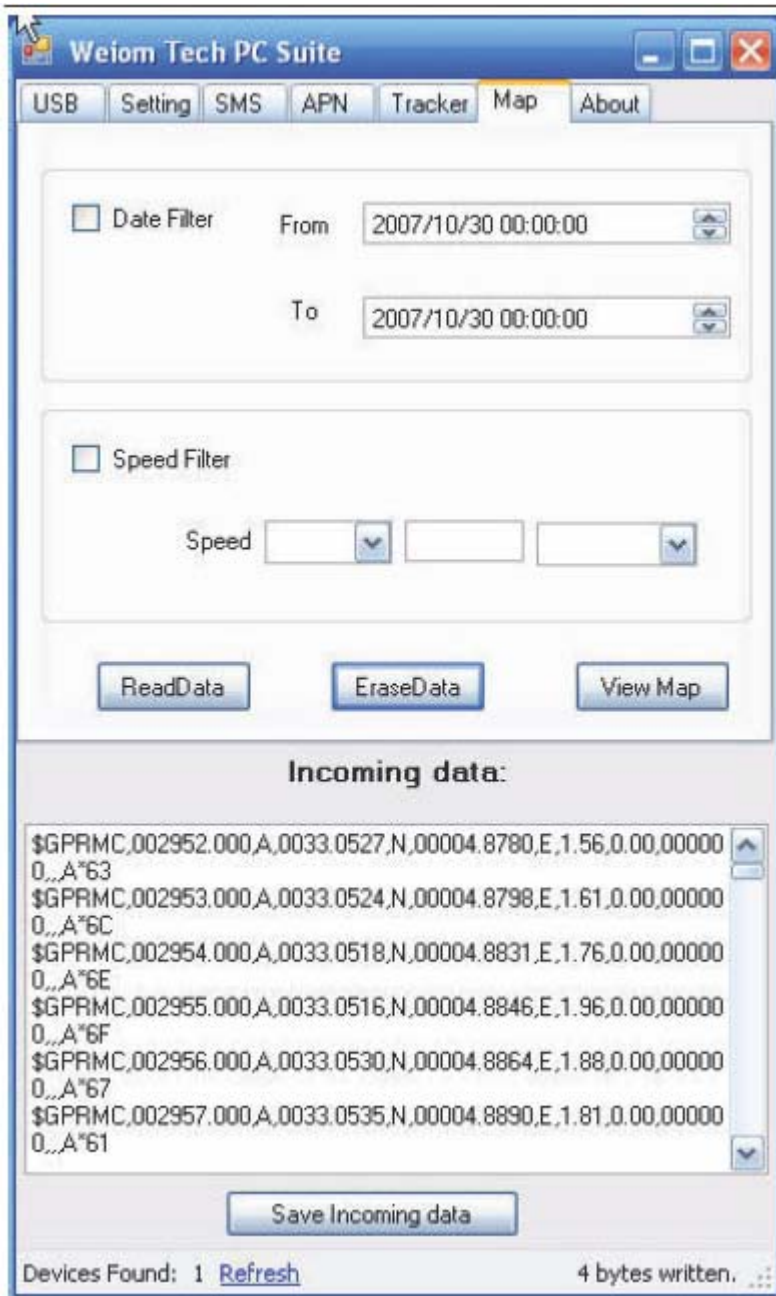 Weiom Tech PC Suite
USB Setting SMS APN Tracker Map About
Date Filter From 2007/10/30 00:00:00
To 2007/10/30 00:00:00
Speed Filter
Speed
ReadData EraseData View Map
Incoming data:
$GPRMC,002952.000,A,0033.0527,N,00004.8780,E,1.56,0.00,00000
0,,,A*63
$GPRMC,002953.000,A,0033.0524,N,00004.8798,E,1.61,0.00,00000
0,,,A*6C
$GPRMC,002954.000,A,0033.0518,N,00004.8831,E,1.76,0.00,00000
0,,,A*6E
$GPRMC,002955.000,A,0033.0516,N,00004.8846,E,1.96,0.00,00000
0,,,A*6F
$GPRMC,002956.000,A,0033.0530,N,00004.8864,E,1.88,0.00,00000
0,,,A*67
$GPRMC,002957.000,A,0033.0535,N,00004.8890,E,1.81,0.00,00000
0,,,A*61
Save Incoming data
Devices Found: 1 Refresh 4 bytes written.